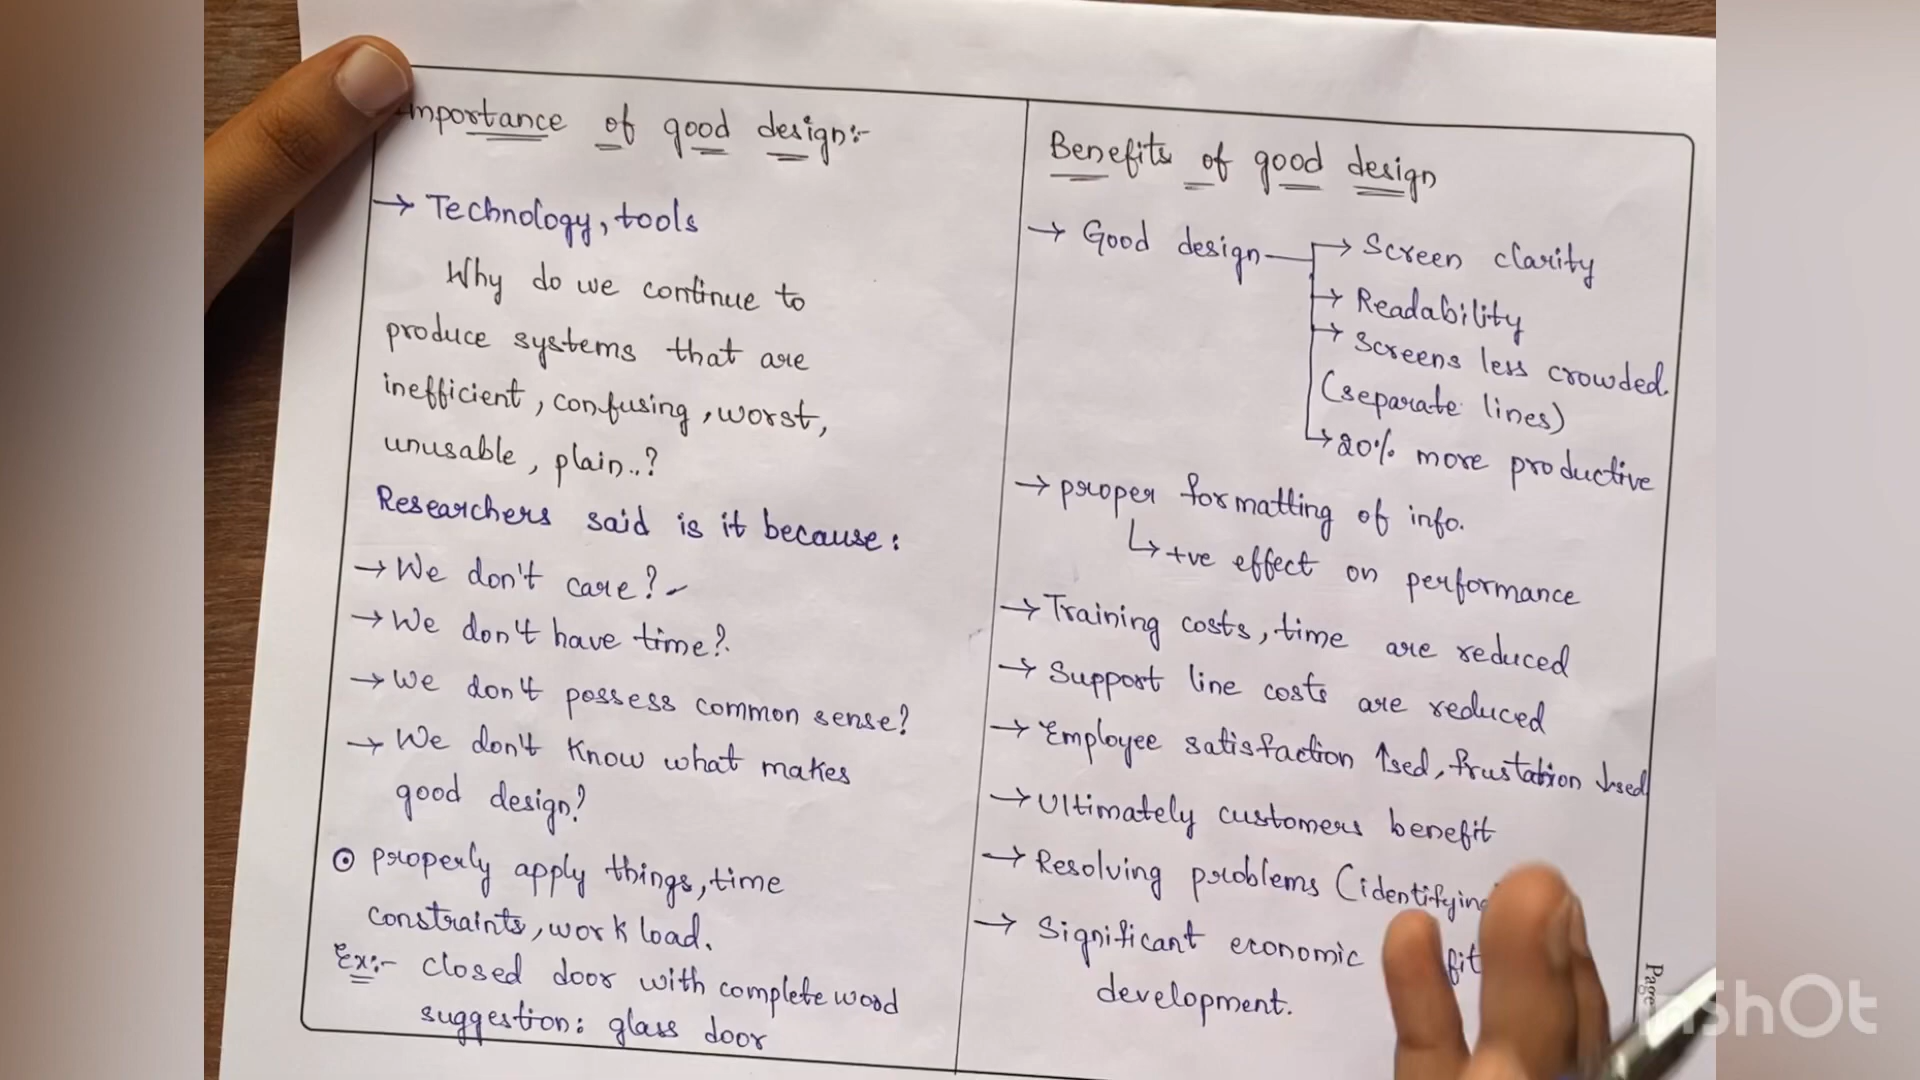 Importance of good design:-
→ Technology, tools
Why do we continue to
produce systems that are
inefficient, confusing, worst,
unusable, plain..?
Researchers said is it because:
→ We don't care?
→ We don't have time?
→ We don't possess common sense?
→ We don't know what makes
good design?
⊙ properly apply things, time
constraints, work load.
Ex:- closed door with complete wood
suggestion: glass door
Benefits of good design
→ Good design → Screen clarity
→ Readability
→ Screens less crowded.
(separate lines)
→ 20% more productive
→ proper formatting of info.
↳ +ve effect on performance
→ Training costs, time are reduced
→ Support line costs are reduced
→ Employee satisfaction ↑sed, frustation ↓sed
→ Ultimately customers benefit
→ Resolving problems (identifying
→ Significant economic
development.
Page
InShOt